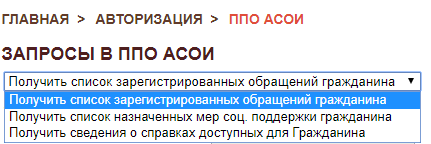 ГЛАВНАЯ > АВТОРИЗАЦИЯ > ППО АСОИ
ЗАПРОСЫ В ППО АСОИ
Получить список зарегистрированных обращений гражданина
Получить список зарегистрированных обращений гражданина
Получить список назначенных мер соц. поддержки гражданина
Получить сведения о справках доступных для Гражданина